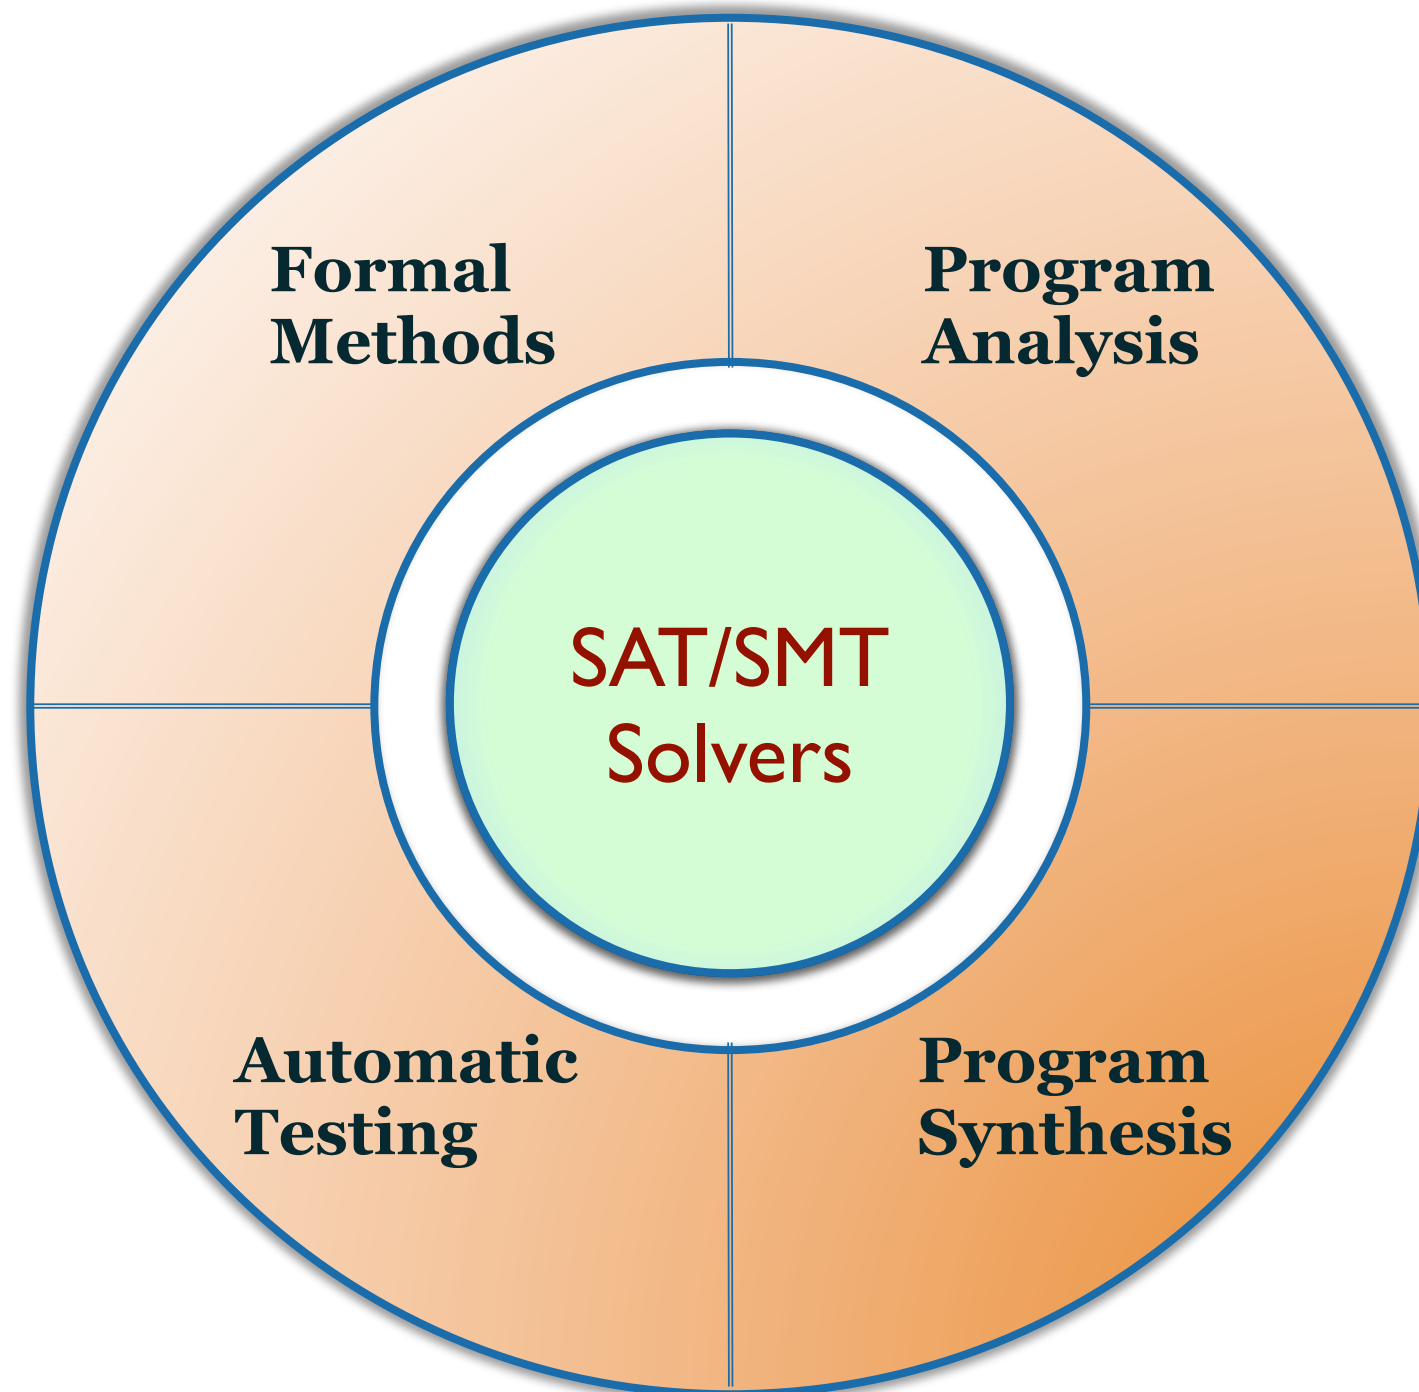 Formal
Methods
Program
Analysis
SAT/SMT
Solvers
Automatic
Testing
Program
Synthesis